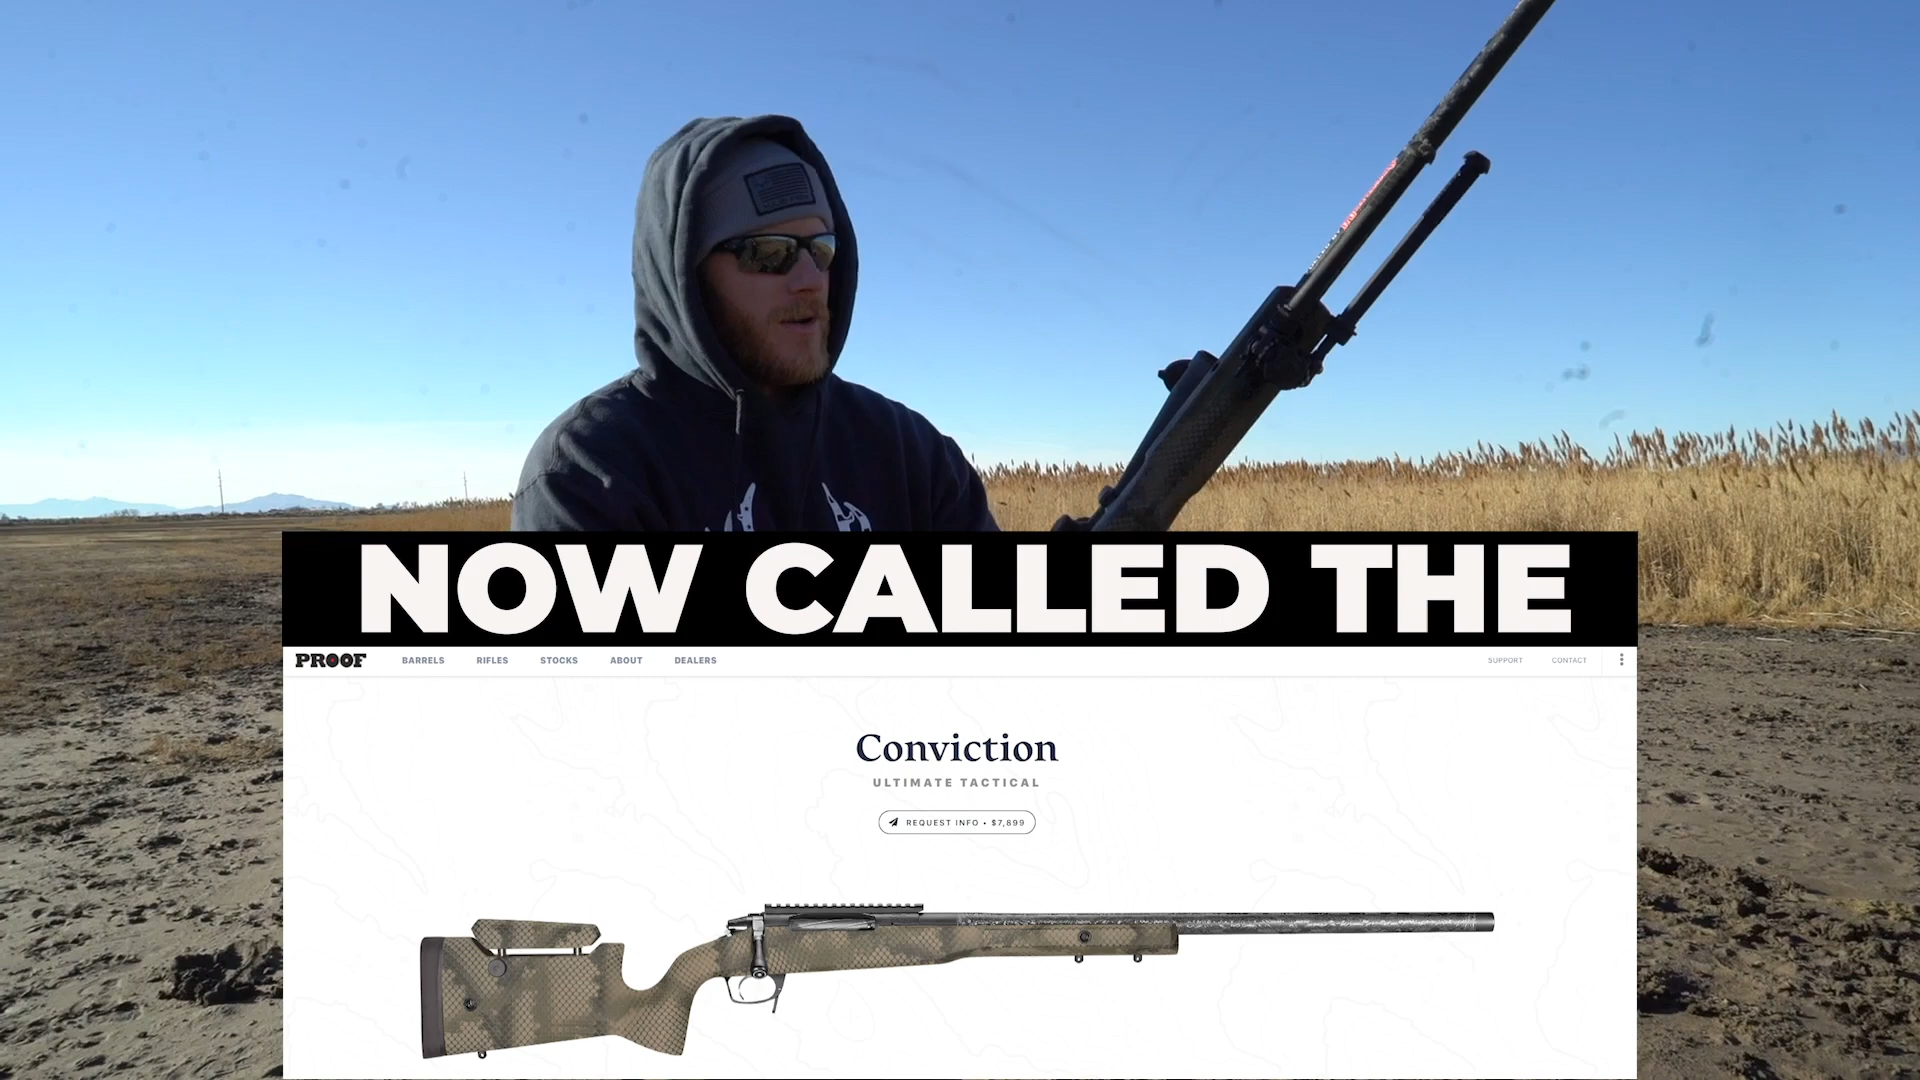 NOW CALLED THE
PROOF BARRELS RIFLES STOCKS ABOUT DEALERS SUPPORT CONTACT
Conviction
ULTIMATE TACTICAL
REQUEST INFO • $7,899